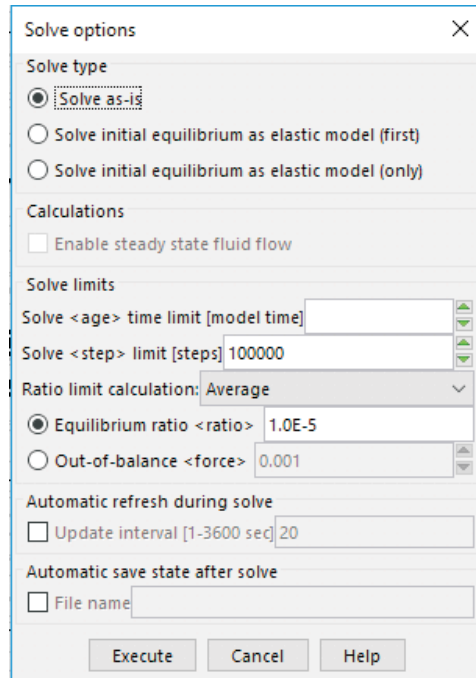 Solve options
Solve type
Solve as-is
Solve initial equilibrium as elastic model (first)
Solve initial equilibrium as elastic model (only)
Calculations
Enable steady state fluid flow
Solve limits
Solve <age> time limit [model time]
Solve <step> limit [steps] 100000
Ratio limit calculation: Average
Equilibrium ratio <ratio> 1.0E-5
Out-of-balance <force> 0.001
Automatic refresh during solve
Update interval [1-3600 sec] 20
Automatic save state after solve
File name
Execute Cancel Help